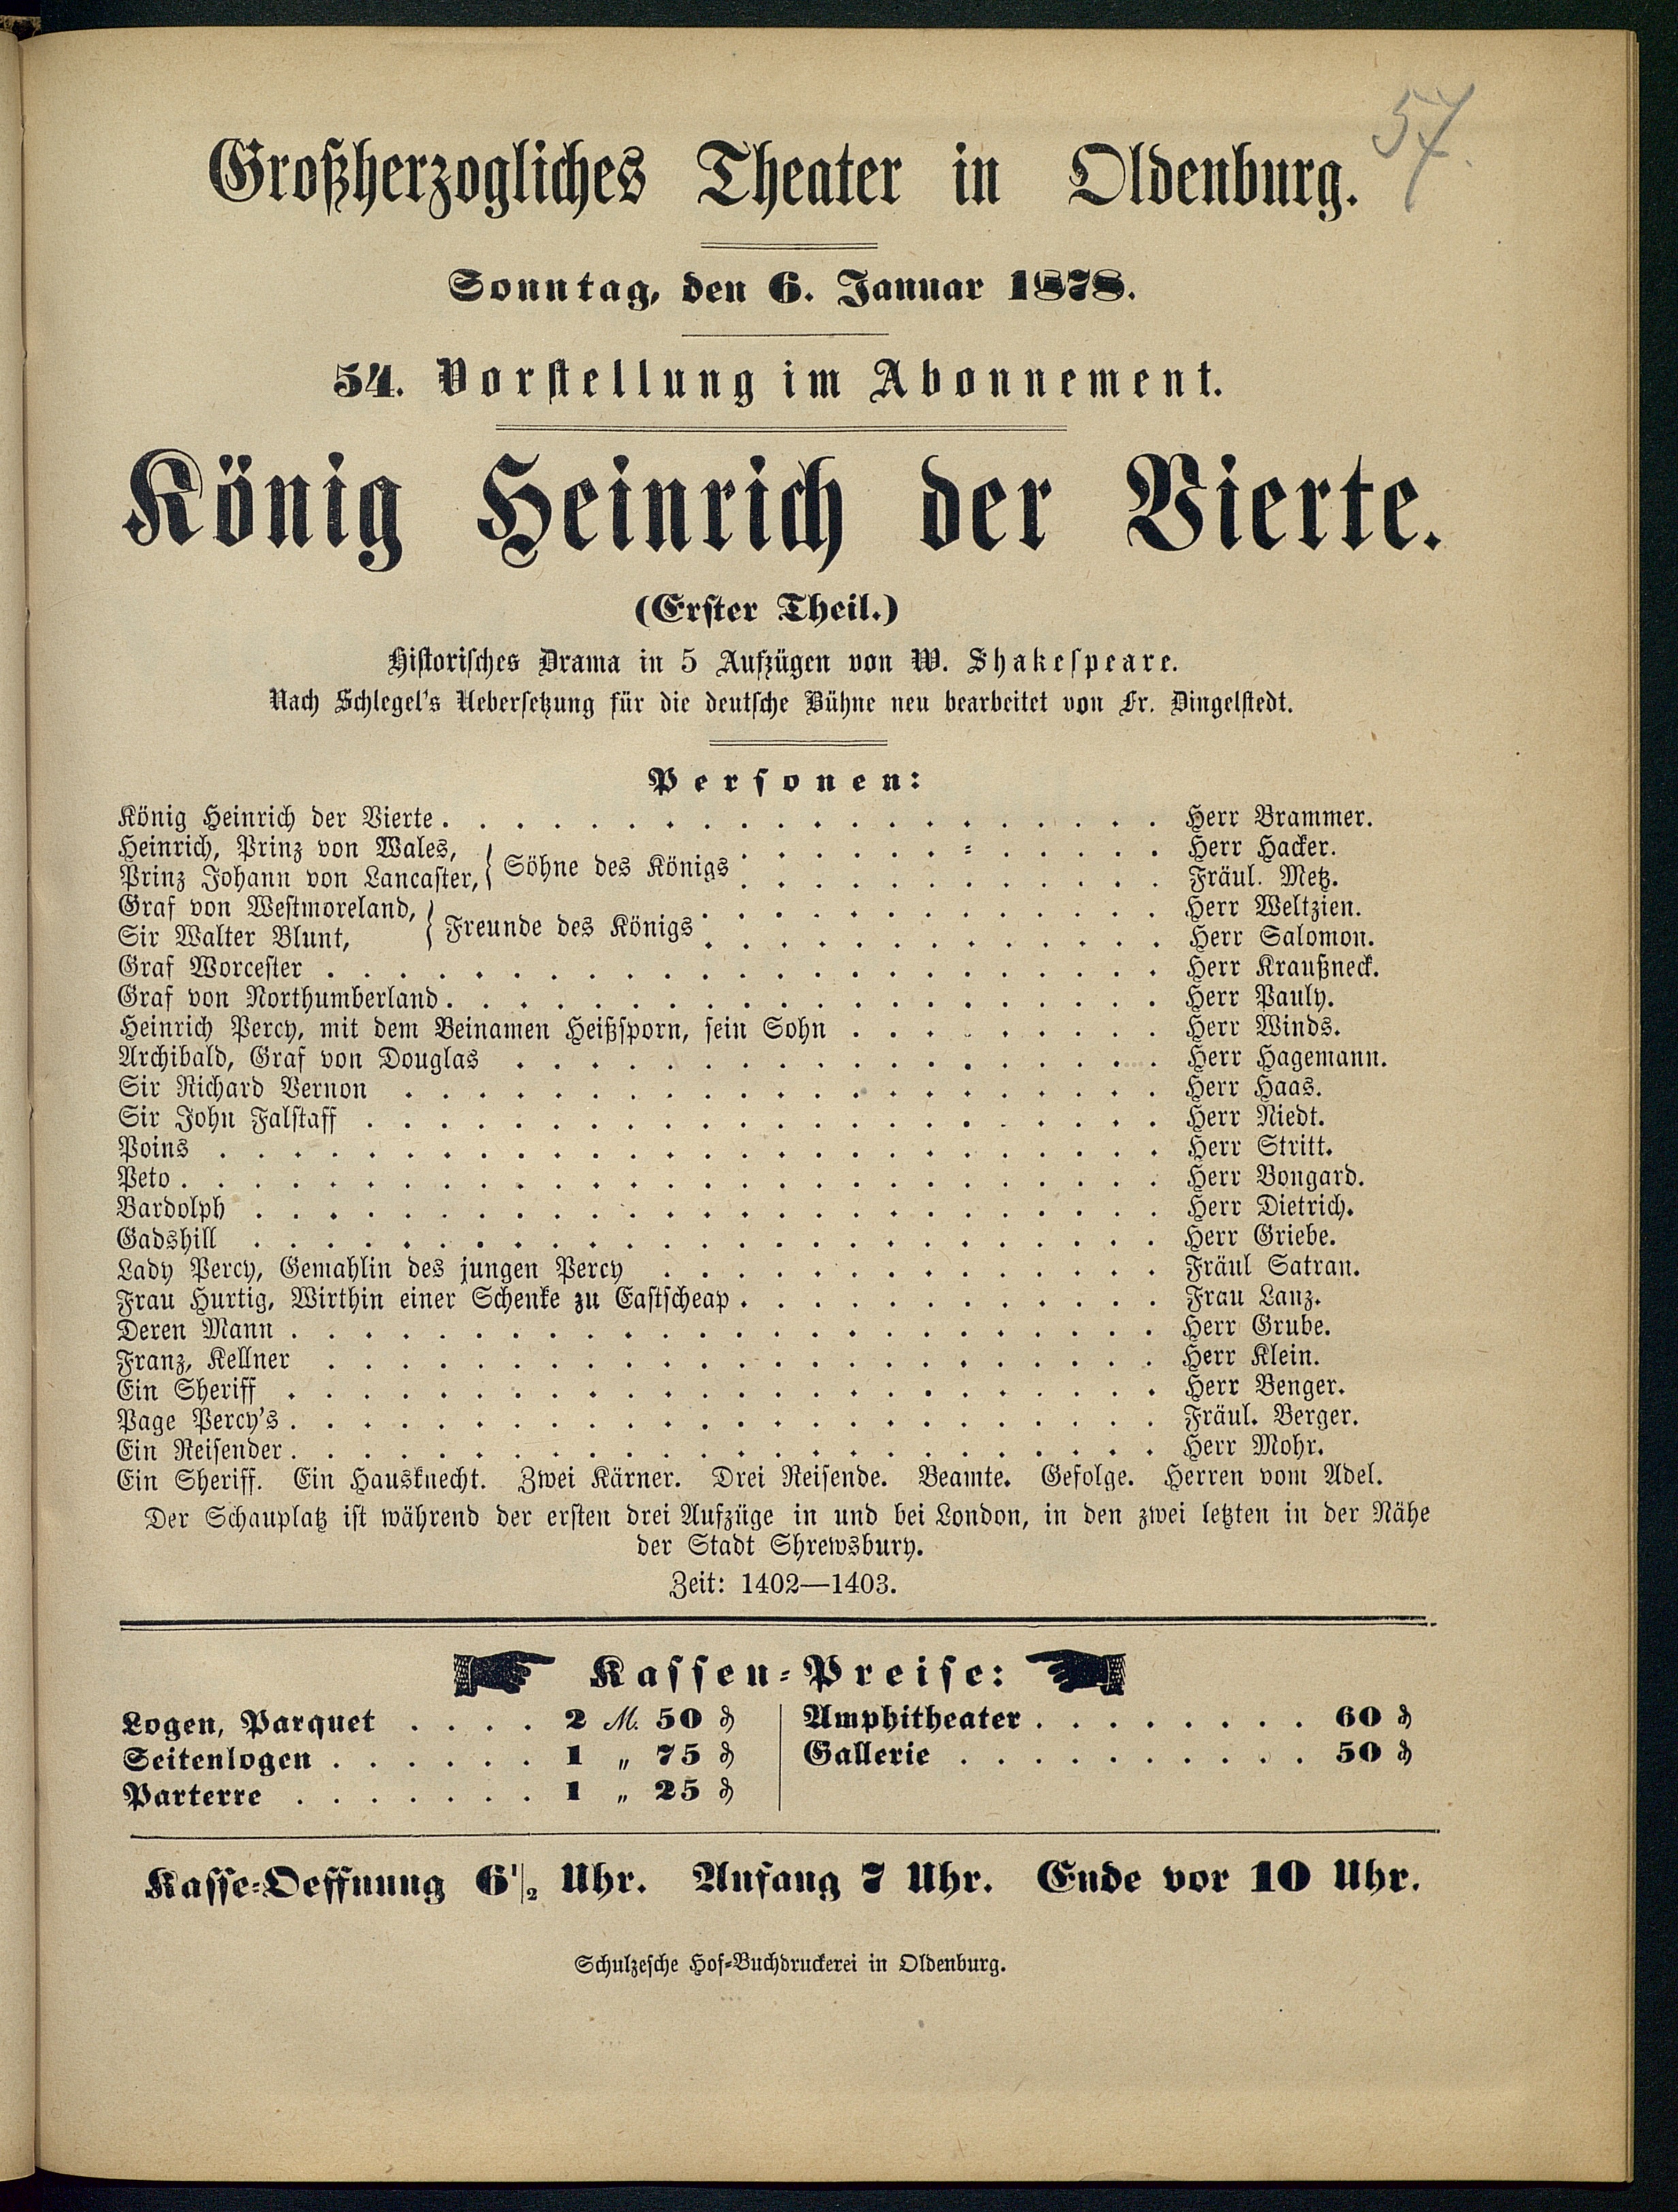 57.
Großherzogliches Theater in Oldenburg.
Sonntag, den 6. Januar 1878.
54. Vorstellung im Abonnement.
König Heinrich der Vierte.
(Erster Theil.)
Historisches Drama in 5 Aufzügen von W. Shakespeare.
Nach Schlegel's Uebersetzung für die deutsche Bühne neu bearbeitet von Fr. Dingelstedt.
Personen:
König Heinrich der Vierte . . . . . Herr Brammer.
Heinrich, Prinz von Wales, } Söhne des Königs . . . . . Herr Hacker.
Prinz Johann von Lancaster, } . . . . . Fräul. Metz.
Graf von Westmoreland, } Freunde des Königs . . . . . Herr Weltzien.
Sir Walter Blunt, } . . . . . Herr Salomon.
Graf Worcester . . . . . Herr Kraußneck.
Graf von Northumberland . . . . . Herr Pauly.
Heinrich Percy, mit dem Beinamen Heißsporn, sein Sohn . . . . . Herr Winds.
Archibald, Graf von Douglas . . . . . Herr Hagemann.
Sir Richard Vernon . . . . . Herr Haas.
Sir John Falstaff . . . . . Herr Niedt.
Poins . . . . . Herr Stritt.
Peto . . . . . Herr Bongard.
Bardolph . . . . . Herr Dietrich.
Gadshill . . . . . Herr Griebe.
Lady Percy, Gemahlin des jungen Percy . . . . . Fräul Satran.
Frau Hurtig, Wirthin einer Schenke zu Eastscheap . . . . . Frau Lanz.
Deren Mann . . . . . Herr Grube.
Franz, Kellner . . . . . Herr Klein.
Ein Sheriff . . . . . Herr Benger.
Page Percy's . . . . . Fräul. Berger.
Ein Reisender . . . . . Herr Mohr.
Ein Sheriff. Ein Hausknecht. Zwei Kärner. Drei Reisende. Beamte. Gefolge. Herren vom Adel.
Der Schauplatz ist während der ersten drei Aufzüge in und bei London, in den zwei letzten in der Nähe
der Stadt Shrewsbury.
Zeit: 1402—1403.
Kassen-Preise:
Logen, Parquet . . . . 2 M. 50 ₰
Seitenlogen . . . . . . 1 „ 75 ₰
Parterre . . . . . . . 1 „ 25 ₰
Amphitheater . . . . . . . . 60 ₰
Gallerie . . . . . . . . . . 50 ₰
Kasse-Oeffnung 6 1/2 Uhr. Anfang 7 Uhr. Ende vor 10 Uhr.
Schulzesche Hof-Buchdruckerei in Oldenburg.